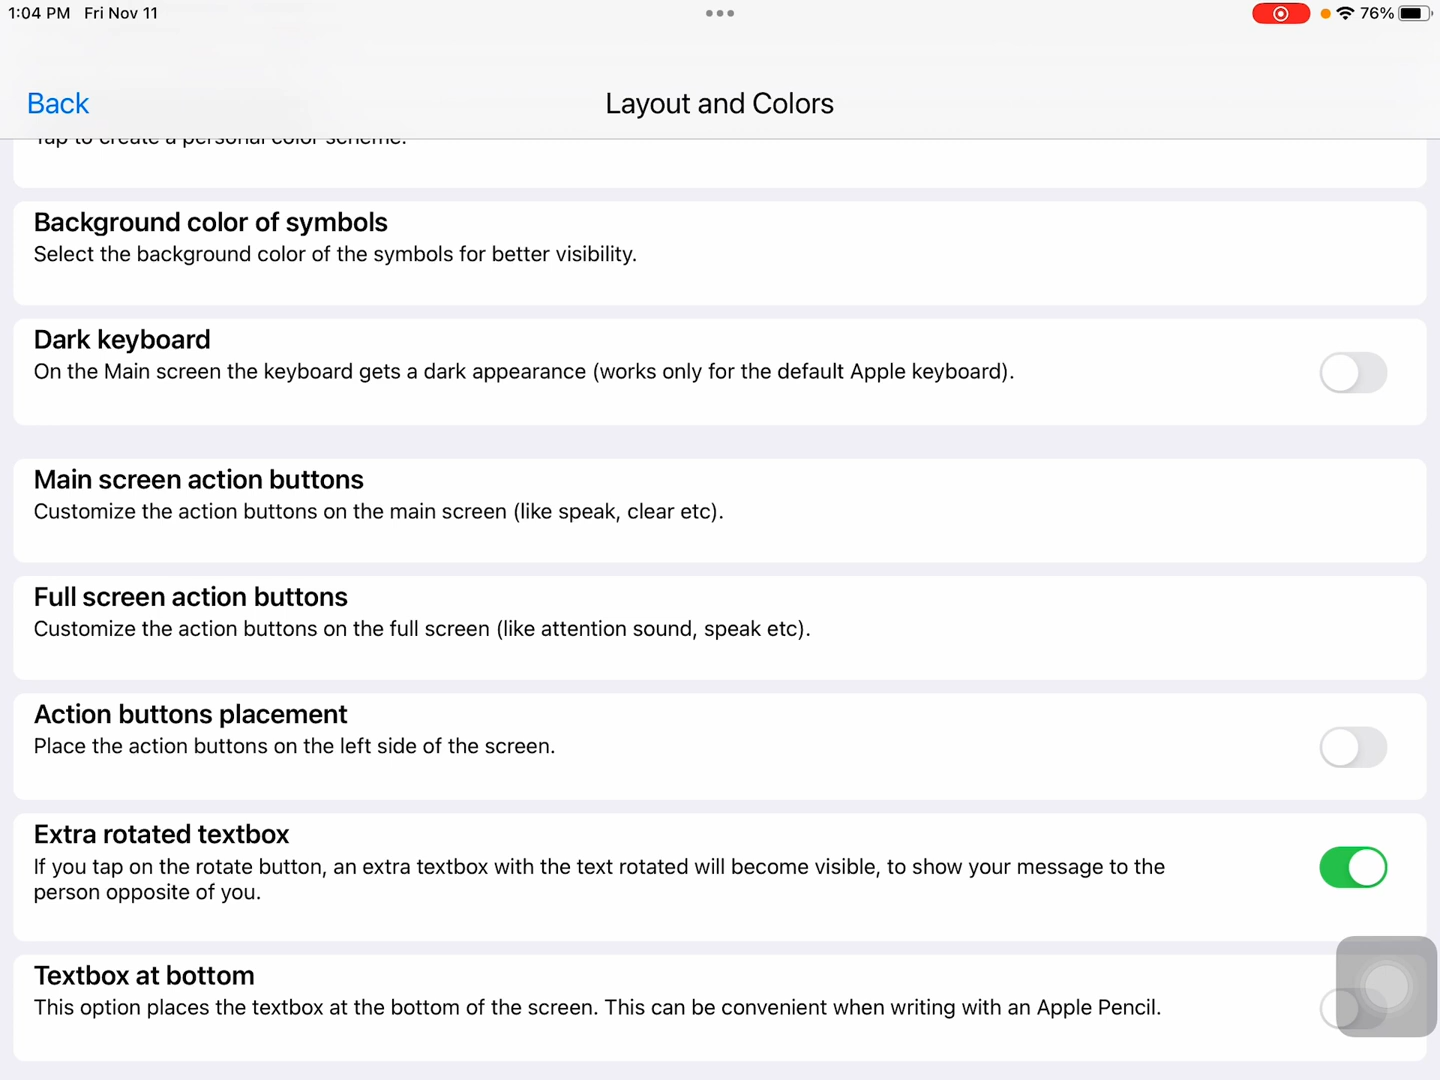 1:04 PM Fri Nov 11
76%
Back
Layout and Colors
Tap to create a personal color scheme.
Background color of symbols
Select the background color of the symbols for better visibility.
Dark keyboard
On the Main screen the keyboard gets a dark appearance (works only for the default Apple keyboard).
Main screen action buttons
Customize the action buttons on the main screen (like speak, clear etc).
Full screen action buttons
Customize the action buttons on the full screen (like attention sound, speak etc).
Action buttons placement
Place the action buttons on the left side of the screen.
Extra rotated textbox
If you tap on the rotate button, an extra textbox with the text rotated will become visible, to show your message to the
person opposite of you.
Textbox at bottom
This option places the textbox at the bottom of the screen. This can be convenient when writing with an Apple Pencil.